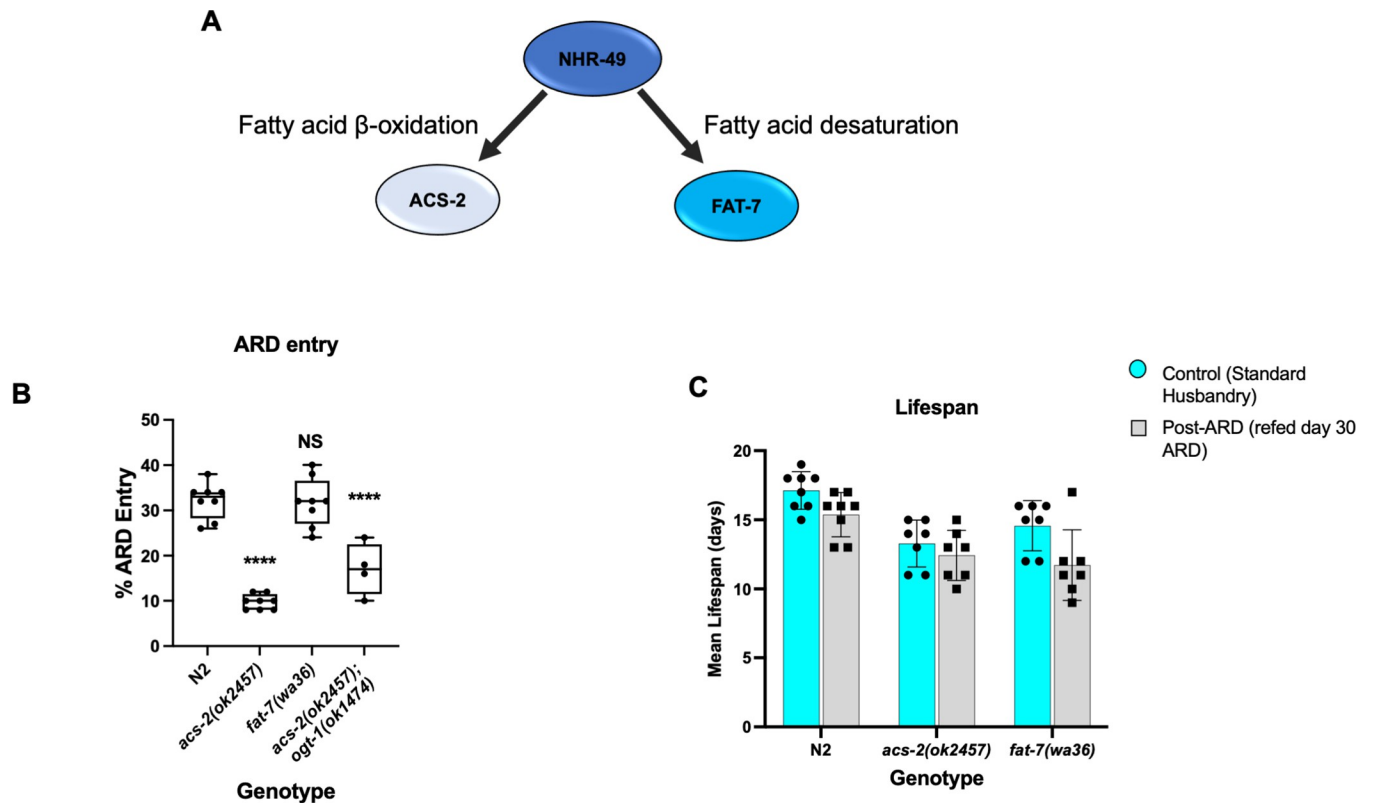 A
NHR-49
Fatty acid β-oxidation
Fatty acid desaturation
ACS-2
FAT-7
ARD entry
B
50
40
30
20
10
0
% ARD Entry
****
NS
****
N2
acs-2(ok2457)
fat-7(wa36)
acs-2(ok2457);
ogt-1(ok1474)
Genotype
C
Lifespan
Control (Standard
Husbandry)
Post-ARD (refed day 30
ARD)
20
15
10
5
0
Mean Lifespan (days)
N2
acs-2(ok2457)
fat-7(wa36)
Genotype